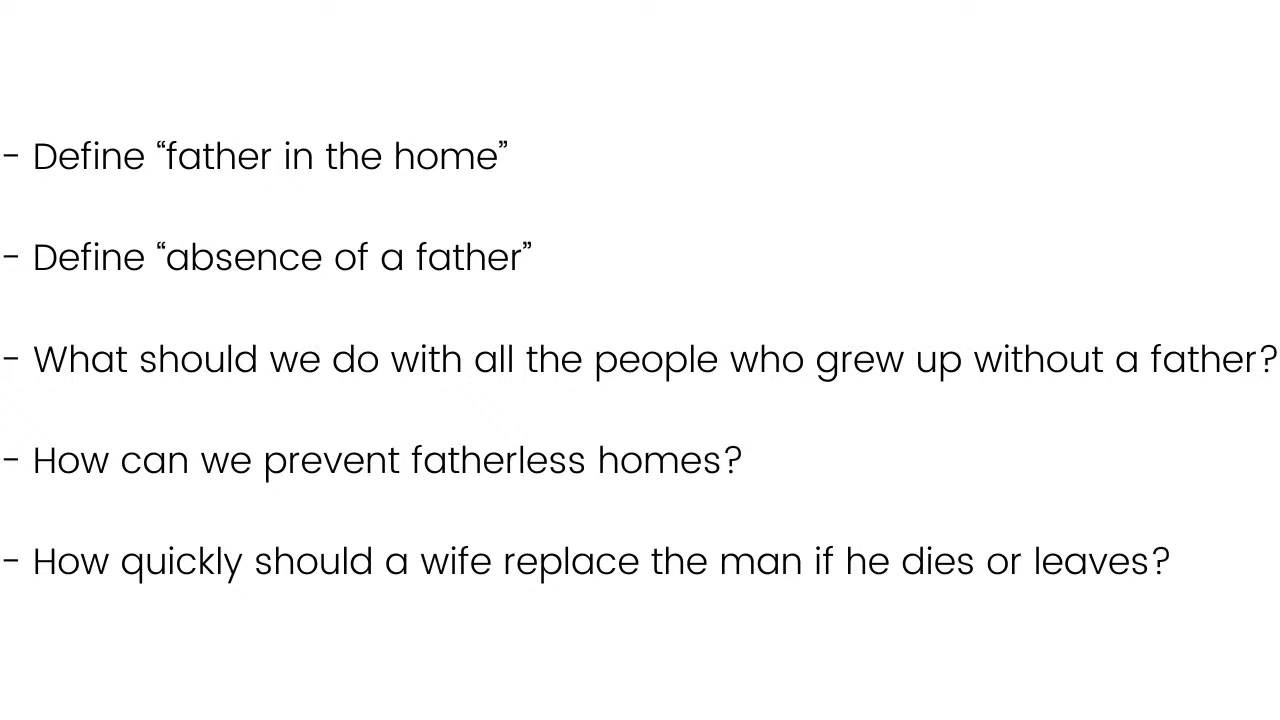 - Define “father in the home”
- Define “absence of a father”
- What should we do with all the people who grew up without a father?
- How can we prevent fatherless homes?
- How quickly should a wife replace the man if he dies or leaves?